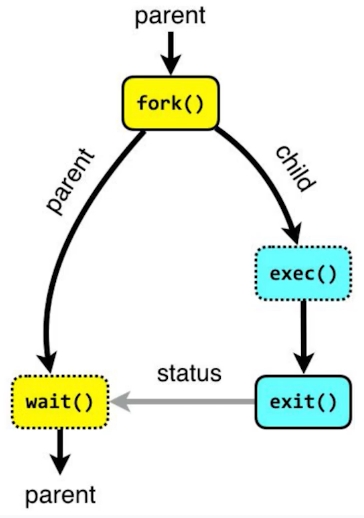 parent
fork()
parent
child
exec()
status
wait()
exit()
parent